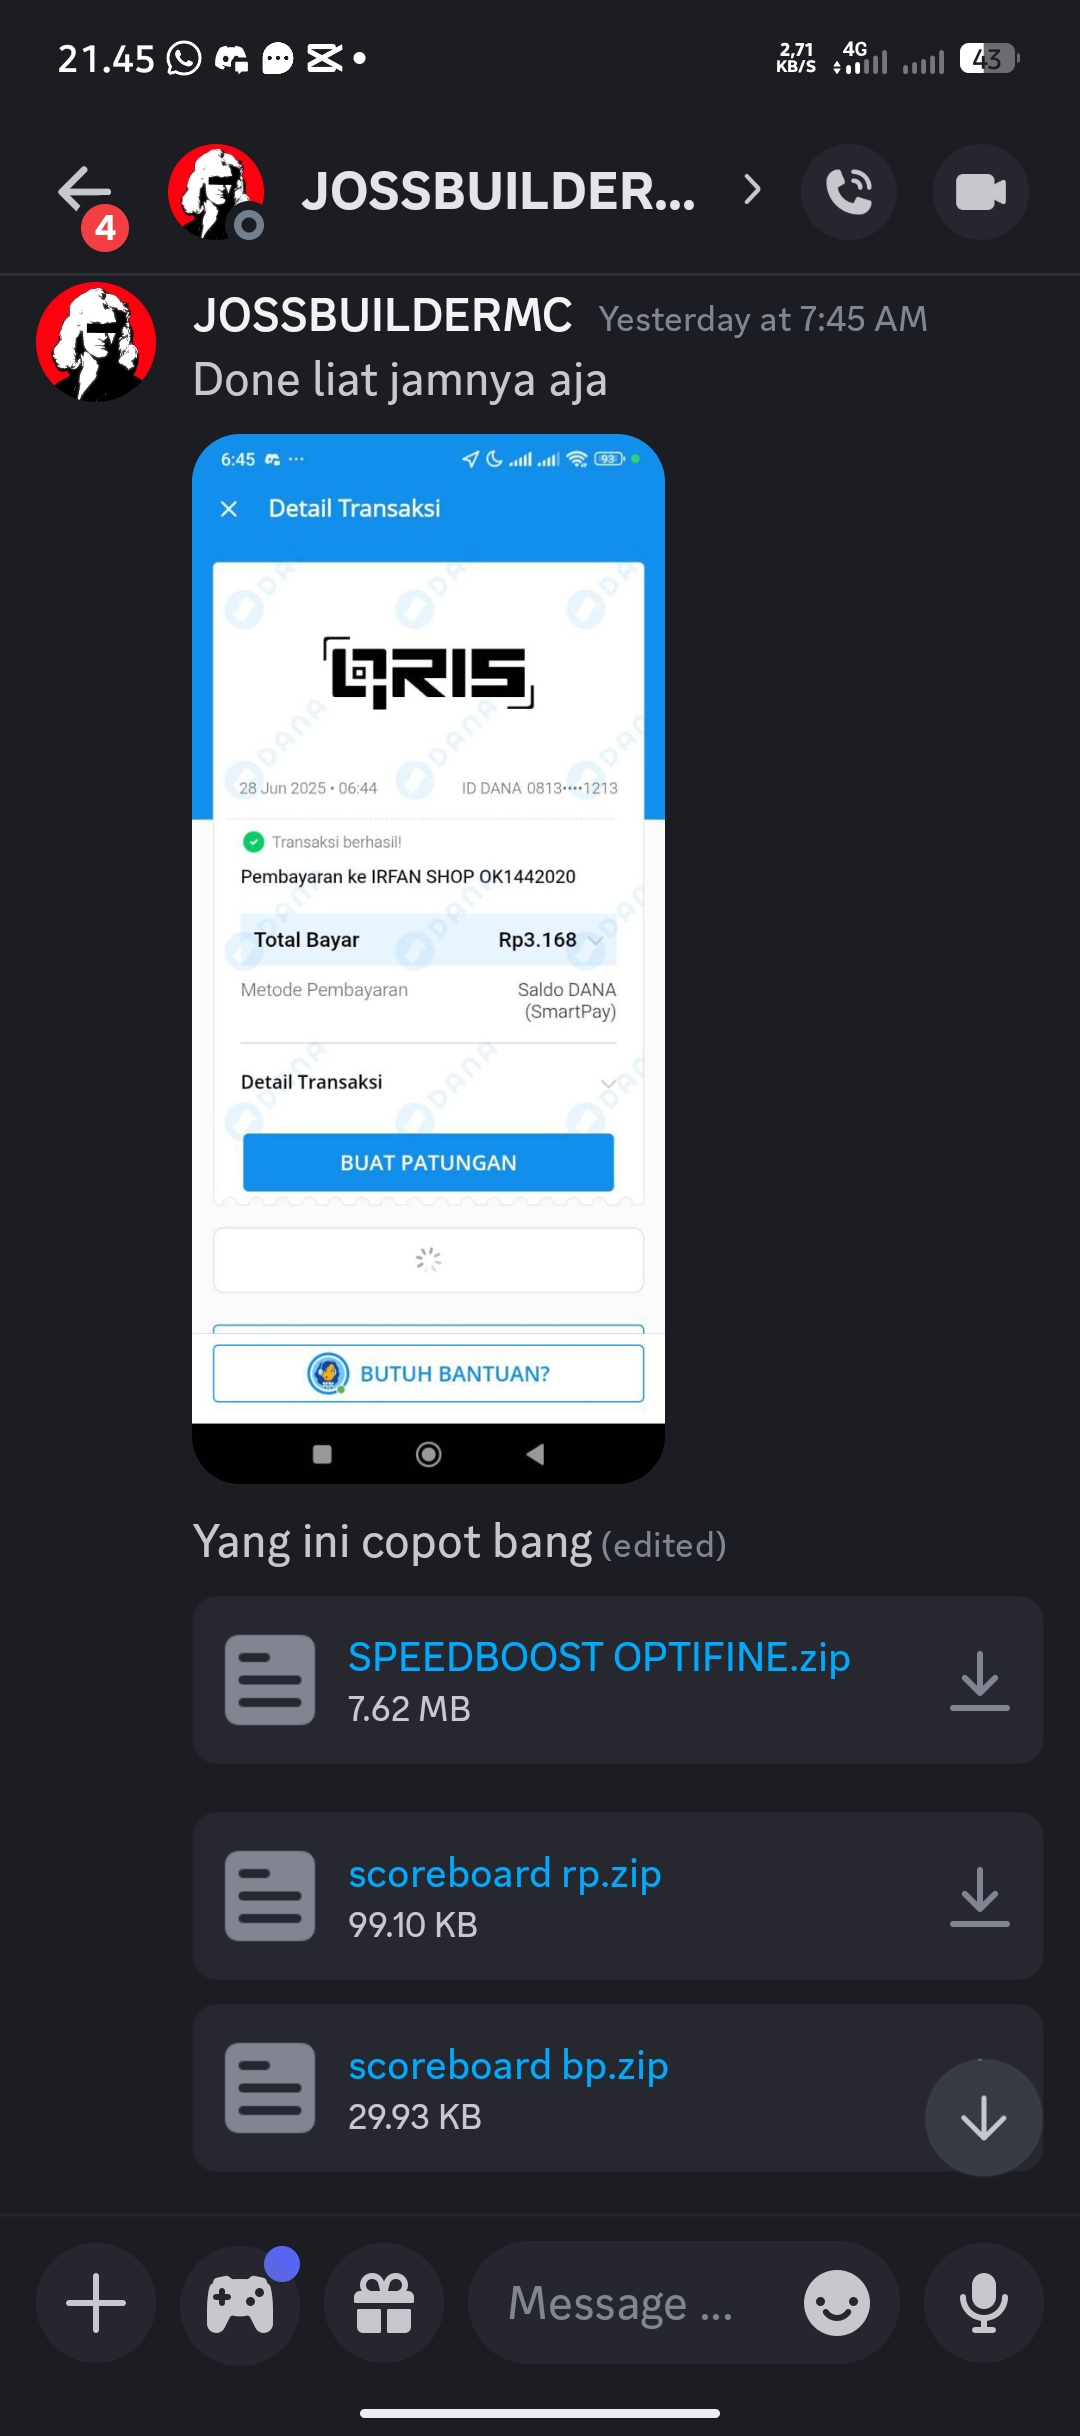 21.45
2,71
KB/S
4G
43
4
JOSSBUILDER...
JOSSBUILDERMC Yesterday at 7:45 AM
Done liat jamnya aja
6:45
93
Detail Transaksi
QRIS
28 Jun 2025 • 06:44
ID DANA 0813••••1213
Transaksi berhasil!
Pembayaran ke IRFAN SHOP OK1442020
Total Bayar Rp3.168
Metode Pembayaran Saldo DANA
(SmartPay)
Detail Transaksi
BUAT PATUNGAN
BUTUH BANTUAN?
DANA
Yang ini copot bang (edited)
SPEEDBOOST OPTIFINE.zip
7.62 MB
scoreboard rp.zip
99.10 KB
scoreboard bp.zip
29.93 KB
Message ...